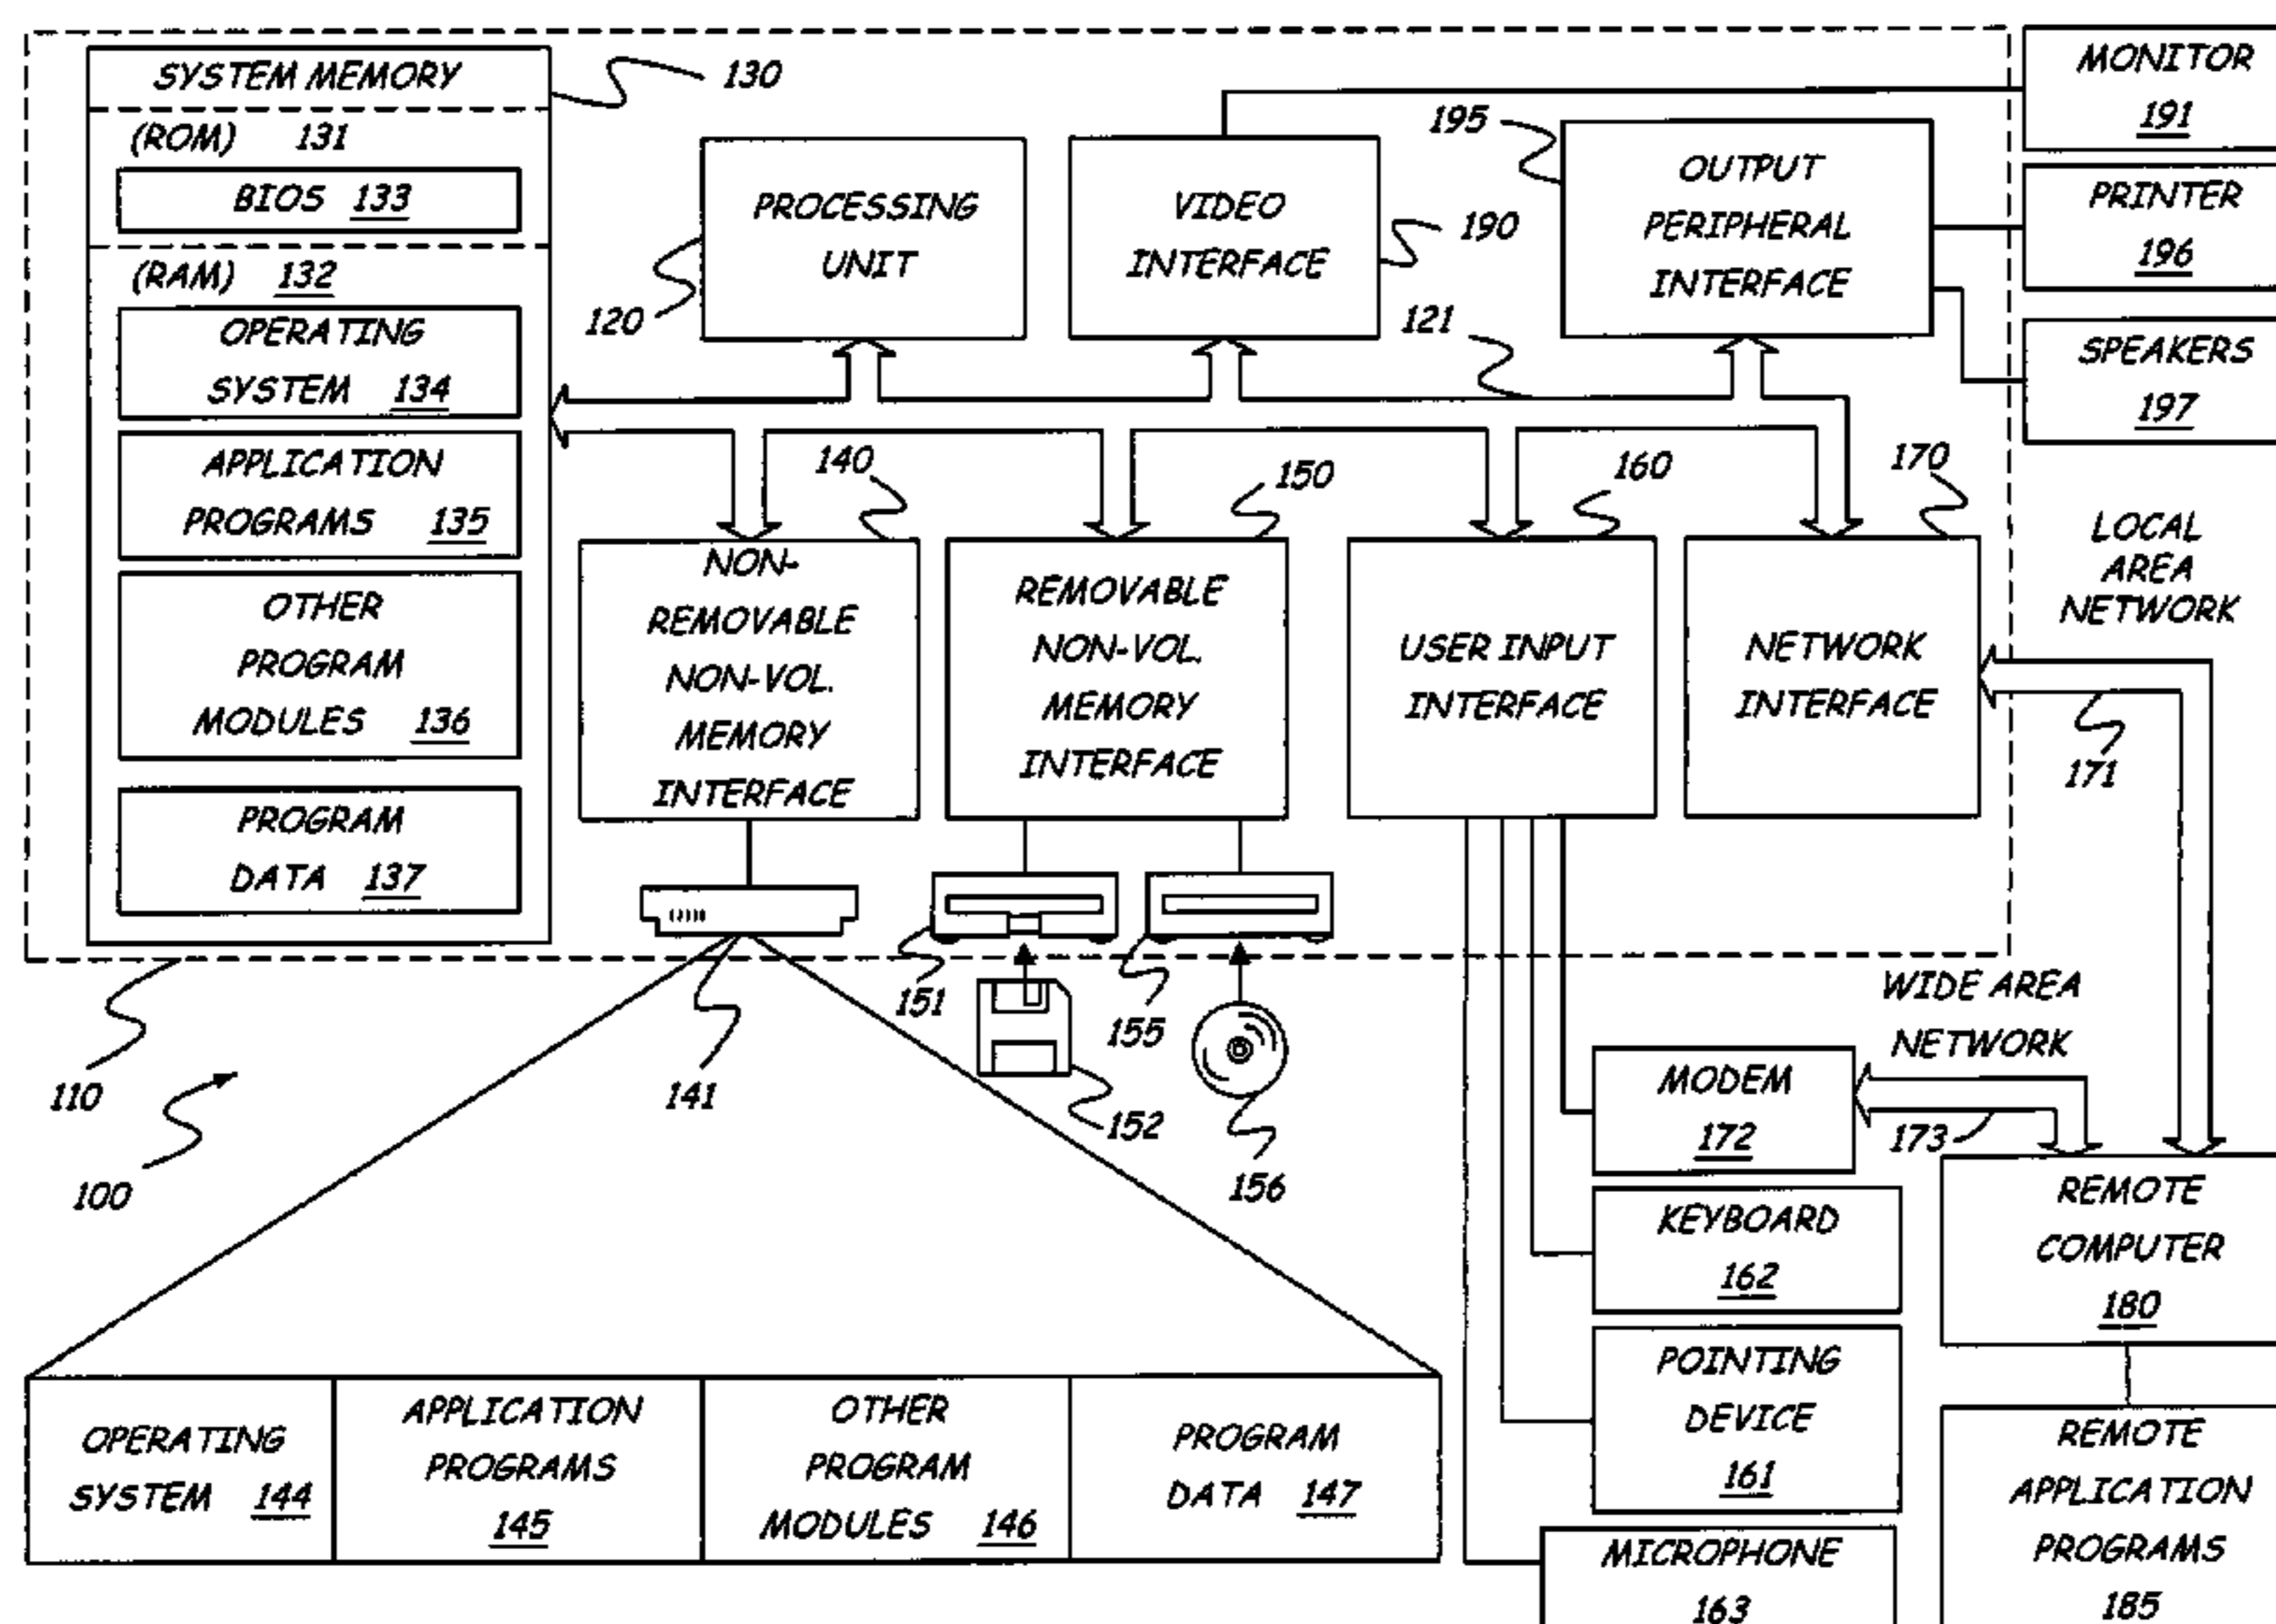 SYSTEM MEMORY
130
(ROM) 131
BIOS 133
(RAM) 132
OPERATING
SYSTEM 134
APPLICATION
PROGRAMS 135
OTHER
PROGRAM
MODULES 136
PROGRAM
DATA 137
PROCESSING
UNIT
120
VIDEO
INTERFACE
190
121
195
OUTPUT
PERIPHERAL
INTERFACE
MONITOR
191
PRINTER
196
SPEAKERS
197
140
NON-
REMOVABLE
NON-VOL.
MEMORY
INTERFACE
150
REMOVABLE
NON-VOL.
MEMORY
INTERFACE
160
USER INPUT
INTERFACE
170
NETWORK
INTERFACE
LOCAL
AREA
NETWORK
171
141
151
152
155
156
110
100
WIDE AREA
NETWORK
173
MODEM
172
KEYBOARD
162
POINTING
DEVICE
161
MICROPHONE
163
REMOTE
COMPUTER
180
REMOTE
APPLICATION
PROGRAMS
185
OPERATING
SYSTEM 144
APPLICATION
PROGRAMS
145
OTHER
PROGRAM
MODULES 146
PROGRAM
DATA 147